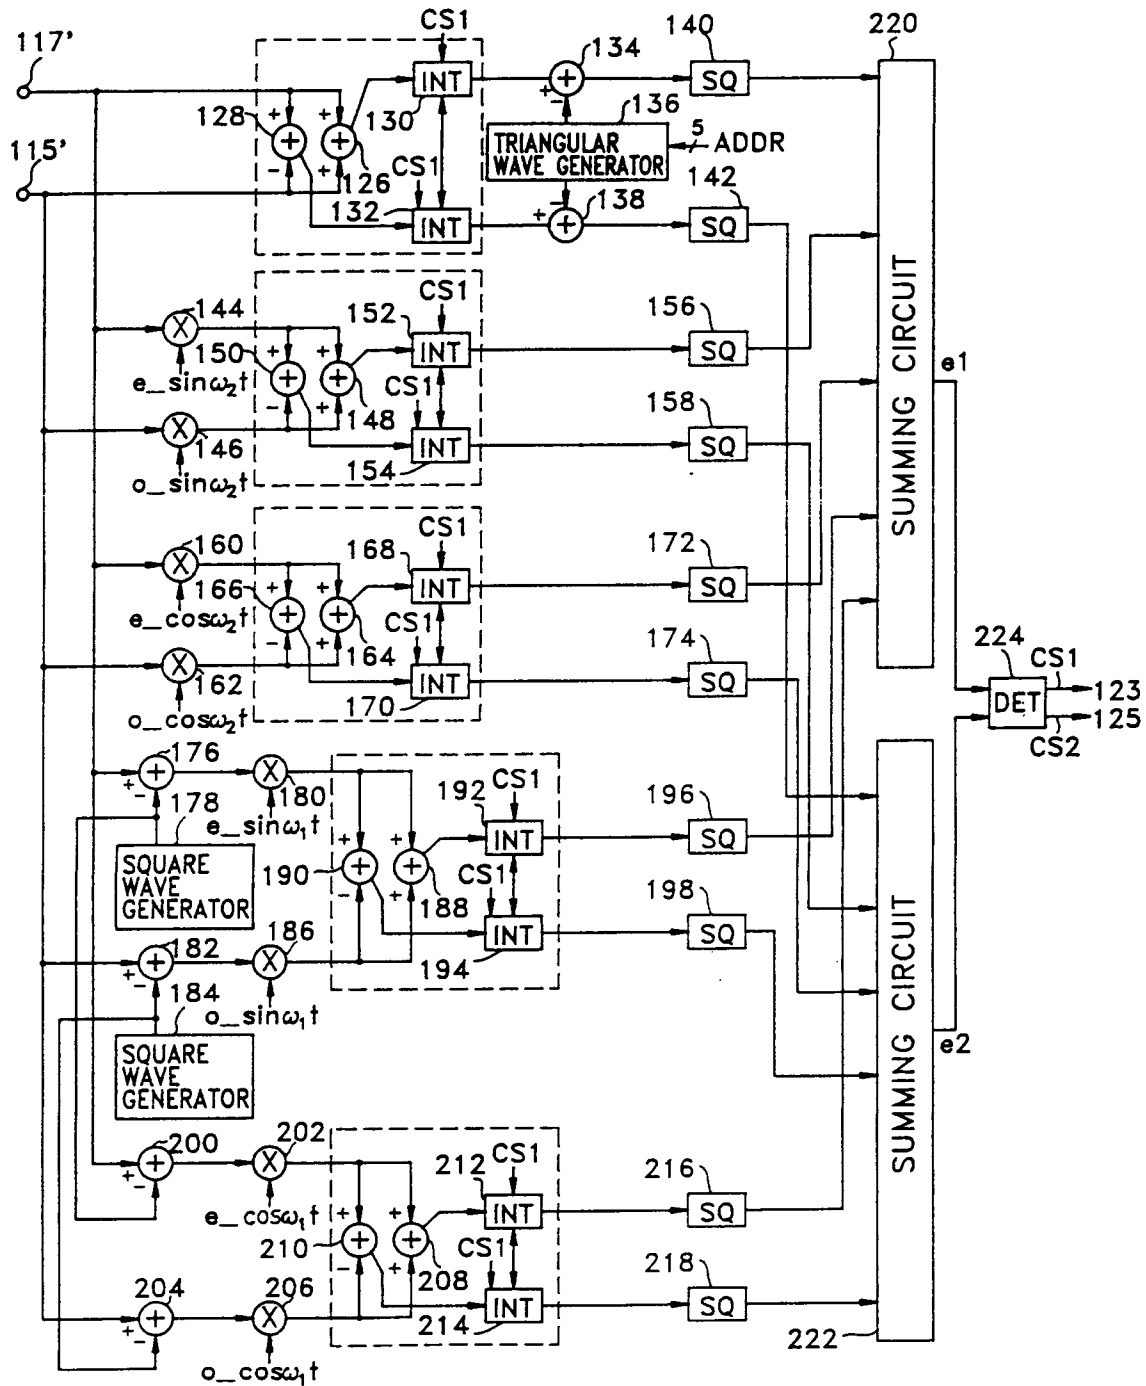 117'
CS1
134
140
220
INT
SQ
128
130
136
TRIANGULAR
WAVE GENERATOR
5
ADDR
115'
126
CS1
132
142
138
INT
SQ
144
CS1
152
156
INT
SQ
150
e_sinω2t
148
CS1
158
146
INT
SQ
154
o_sinω2t
SUMMING CIRCUIT
e1
160
CS1
168
172
INT
SQ
166
e_cosω2t
164
CS1
174
162
INT
SQ
170
o_cosω2t
224
CS1
123
DET
125
CS2
176
180
178
e_sinω1t
CS1
192
196
INT
SQ
SQUARE
WAVE
GENERATOR
190
188
CS1
198
182
186
INT
SQ
194
184
o_sinω1t
SQUARE
WAVE
GENERATOR
SUMMING CIRCUIT
e2
200
202
CS1
212
216
INT
SQ
e_cosω1t
210
208
CS1
218
204
206
INT
SQ
214
222
o_cosω1t